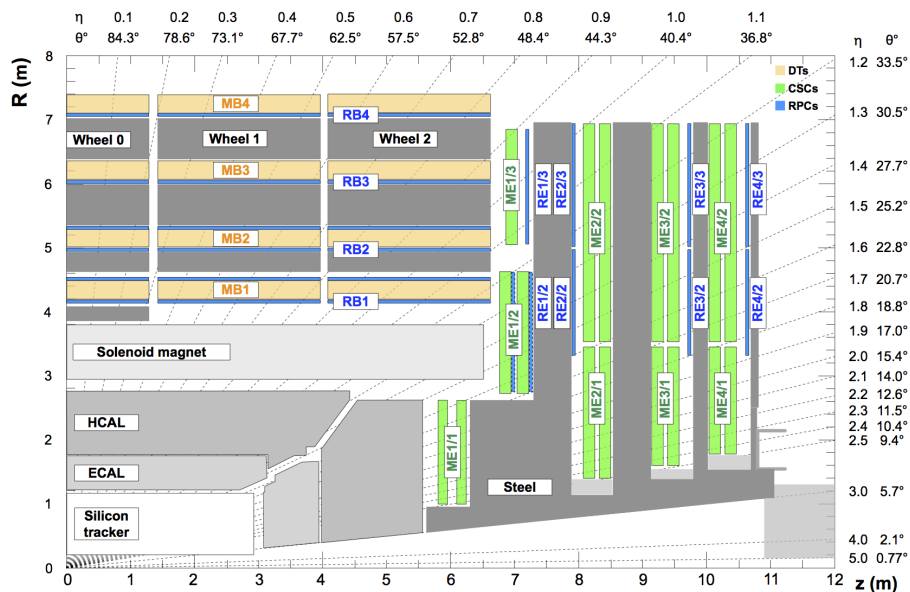 η 0.1 0.2 0.3 0.4 0.5 0.6 0.7 0.8 0.9 1.0 1.1
θ° 84.3° 78.6° 73.1° 67.7° 62.5° 57.5° 52.8° 48.4° 44.3° 40.4° 36.8° η θ°
R (m)
8
7
6
5
4
3
2
1
0
1.2 33.5°
1.3 30.5°
1.4 27.7°
1.5 25.2°
1.6 22.8°
1.7 20.7°
1.8 18.8°
1.9 17.0°
2.0 15.4°
2.1 14.0°
2.2 12.6°
2.3 11.5°
2.4 10.4°
2.5 9.4°
3.0 5.7°
4.0 2.1°
5.0 0.77°
DTs
CSCs
RPCs
MB4
RB4
Wheel 0 Wheel 1 Wheel 2
MB3
RB3
MB2
RB2
MB1
RB1
ME1/3
RE1/3
RE2/3
ME2/2
ME3/2
RE3/3
ME4/2
RE4/3
ME1/2
RE1/2
RE2/2
RE3/2
RE4/2
ME1/1
ME2/1
ME3/1
ME4/1
Solenoid magnet
HCAL
ECAL
Silicon
tracker
Steel
0 1 2 3 4 5 6 7 8 9 10 11 12
z (m)